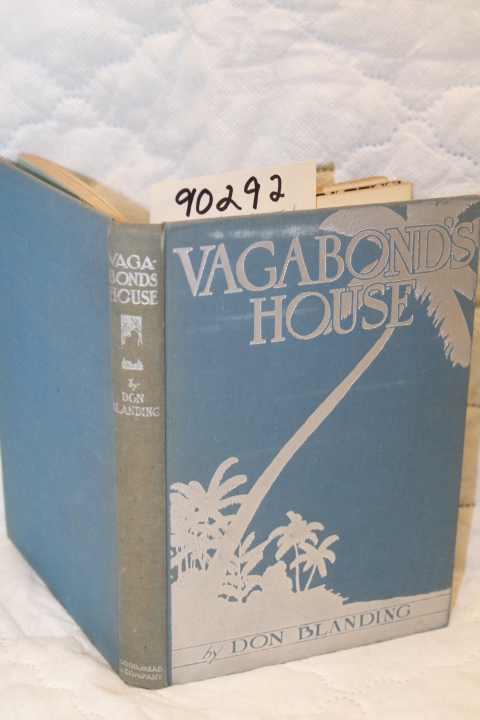 90292
VAGABOND'S
HOUSE
by DON BLANDING
VAGA-
BONDS
HOUSE
by
DON
BLANDING
DODD, MEAD
& COMPANY